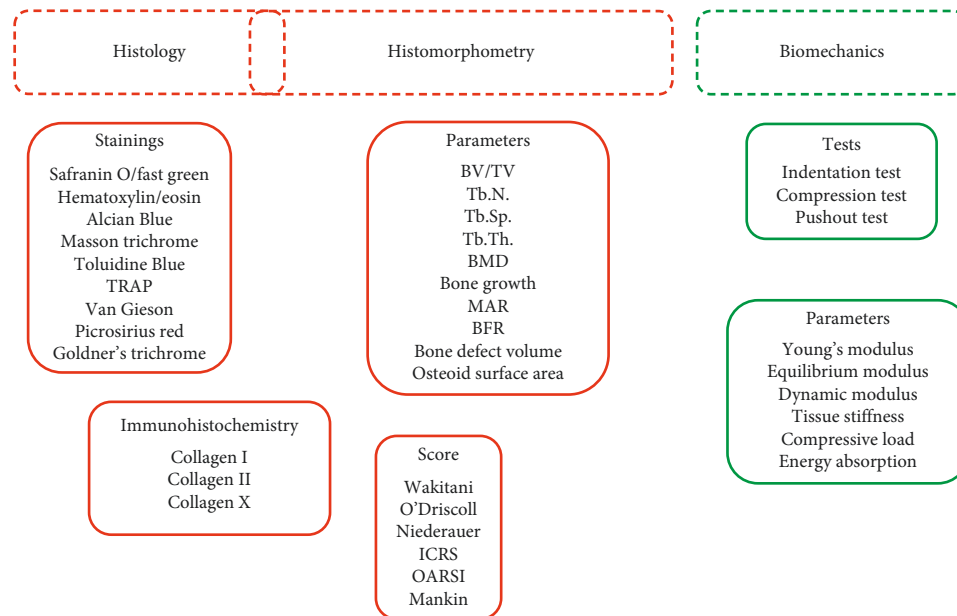 Histology
Histomorphometry
Biomechanics
Stainings
Safranin O/fast green
Hematoxylin/eosin
Alcian Blue
Masson trichrome
Toluidine Blue
TRAP
Van Gieson
Picrosirius red
Goldner's trichrome
Immunohistochemistry
Collagen I
Collagen II
Collagen X
Parameters
BV/TV
Tb.N.
Tb.Sp.
Tb.Th.
BMD
Bone growth
MAR
BFR
Bone defect volume
Osteoid surface area
Score
Wakitani
O'Driscoll
Niederauer
ICRS
OARSI
Mankin
Tests
Indentation test
Compression test
Pushout test
Parameters
Young's modulus
Equilibrium modulus
Dynamic modulus
Tissue stiffness
Compressive load
Energy absorption